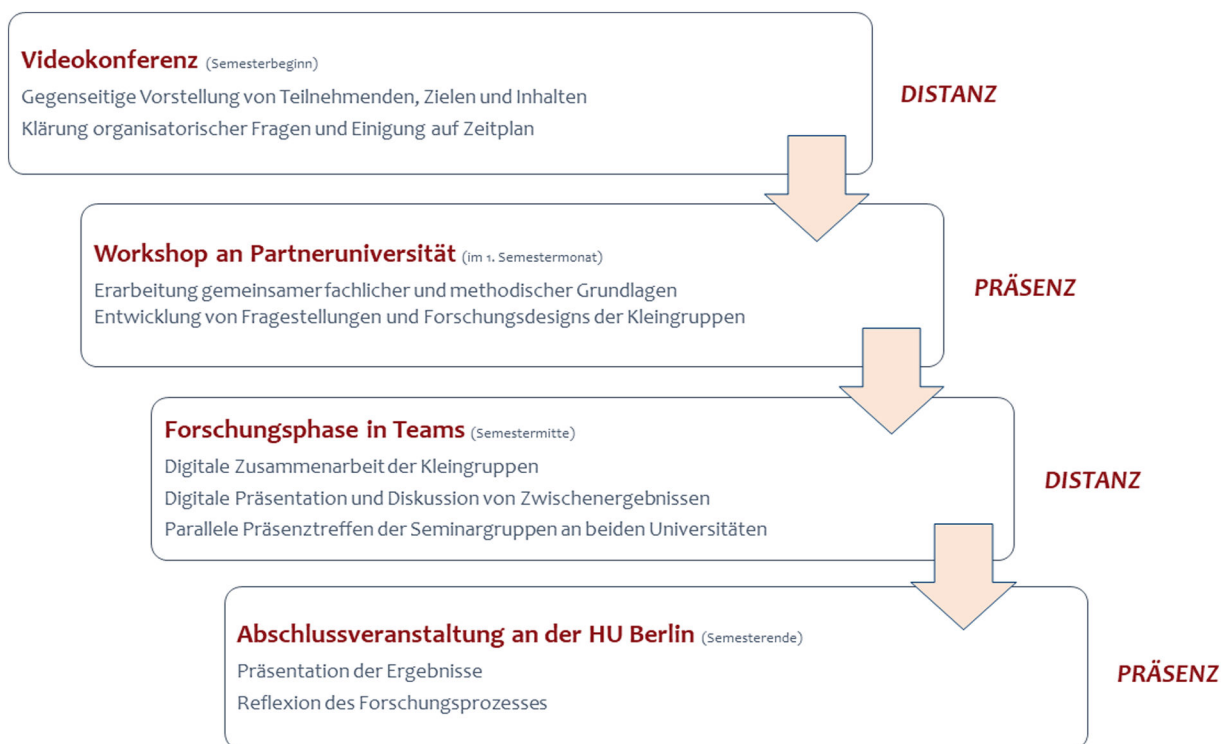 Videokonferenz (Semesterbeginn)
Gegenseitige Vorstellung von Teilnehmenden, Zielen und Inhalten
Klärung organisatorischer Fragen und Einigung auf Zeitplan
DISTANZ
Workshop an Partneruniversität (im 1. Semestermonat)
Erarbeitung gemeinsamer fachlicher und methodischer Grundlagen
Entwicklung von Fragestellungen und Forschungsdesigns der Kleingruppen
PRÄSENZ
Forschungsphase in Teams (Semestermitte)
Digitale Zusammenarbeit der Kleingruppen
Digitale Präsentation und Diskussion von Zwischenergebnissen
Parallele Präsenztreffen der Seminargruppen an beiden Universitäten
DISTANZ
Abschlussveranstaltung an der HU Berlin (Semesterende)
Präsentation der Ergebnisse
Reflexion des Forschungsprozesses
PRÄSENZ